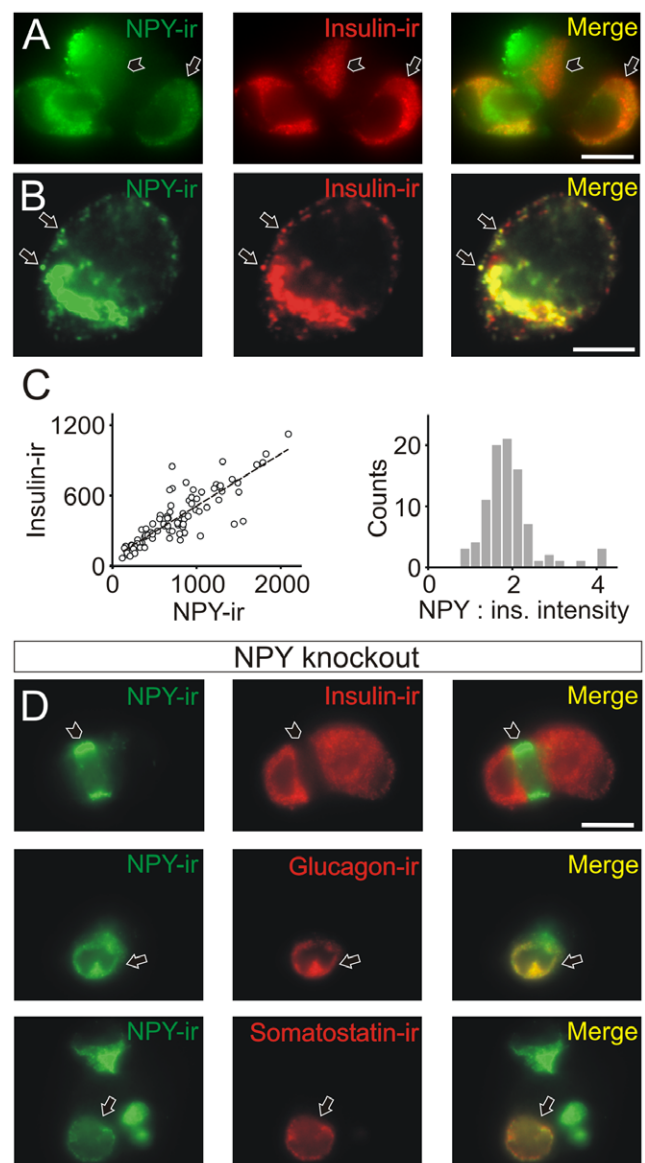 A NPY-ir Insulin-ir Merge
B NPY-ir Insulin-ir Merge
C
1200
600
0
Insulin-ir
0 1000 2000
NPY-ir
20
10
0
Counts
0 2 4
NPY : ins. intensity
NPY knockout
D NPY-ir Insulin-ir Merge
NPY-ir Glucagon-ir Merge
NPY-ir Somatostatin-ir Merge